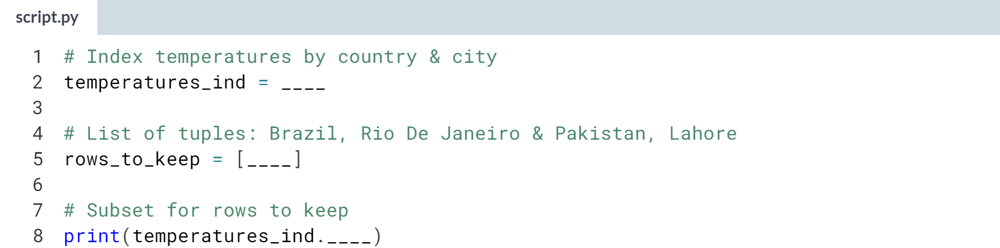 script.py
1 # Index temperatures by country & city
2 temperatures_ind = ____
3
4 # List of tuples: Brazil, Rio De Janeiro & Pakistan, Lahore
5 rows_to_keep = [____]
6
7 # Subset for rows to keep
8 print(temperatures_ind.____)